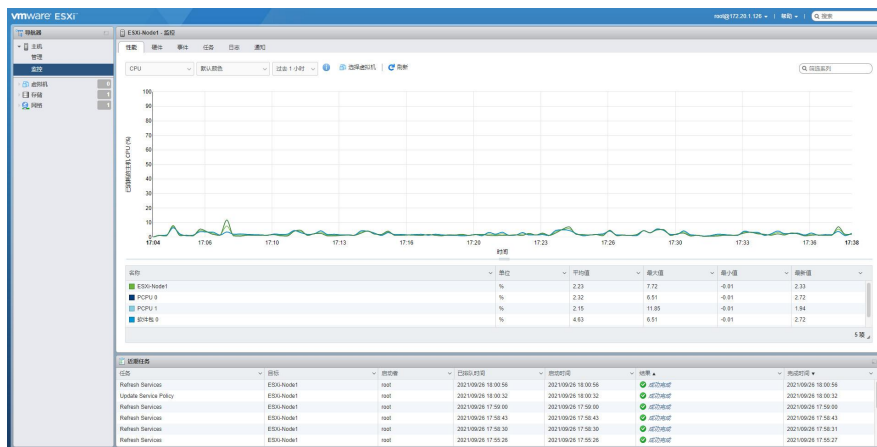 vmware ESXi
root@172.20.1.126 | 帮助 | 搜索
导航器
主机
管理
监控
虚拟机 0
存储 1
网络 1
ESXi-Node1 - 监控
性能 硬件 事件 任务 日志 通知
CPU 默认颜色 过去 1 小时 选择虚拟机 | 刷新
筛选系列
已消耗的主机 CPU (%)
100
90
80
70
60
50
40
30
20
10
0
17:04 17:06 17:10 17:13 17:16 17:20 17:23 17:26 17:30 17:33 17:36 17:38
时间
名称 单位 平均值 最大值 最小值 最新值
ESXi-Node1 % 2.23 7.72 -0.01 2.33
PCPU 0 % 2.32 6.51 -0.01 2.72
PCPU 1 % 2.15 11.85 -0.01 1.94
软件包 0 % 4.63 6.51 -0.01 2.72
5 项
近期任务
任务 目标 启动者 已排队时间 启动时间 结果 完成时间
Refresh Services ESXi-Node1 root 2021/09/26 18:00:56 2021/09/26 18:00:56 成功完成 2021/09/26 18:00:56
Update Service Policy ESXi-Node1 root 2021/09/26 18:00:32 2021/09/26 18:00:32 成功完成 2021/09/26 18:00:32
Refresh Services ESXi-Node1 root 2021/09/26 17:59:00 2021/09/26 17:59:00 成功完成 2021/09/26 17:59:00
Refresh Services ESXi-Node1 root 2021/09/26 17:58:43 2021/09/26 17:58:43 成功完成 2021/09/26 17:58:43
Refresh Services ESXi-Node1 root 2021/09/26 17:58:30 2021/09/26 17:58:30 成功完成 2021/09/26 17:58:31
Refresh Services ESXi-Node1 root 2021/09/26 17:55:26 2021/09/26 17:55:26 成功完成 2021/09/26 17:55:27